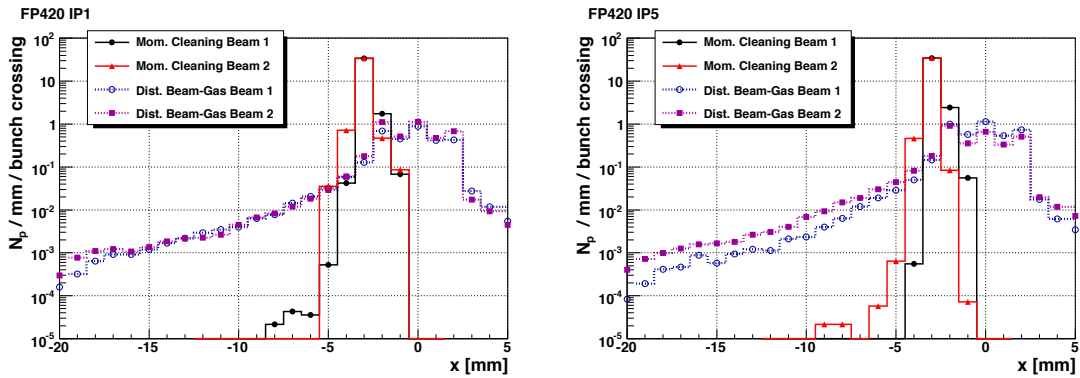 FP420 IP1
Mom. Cleaning Beam 1
Mom. Cleaning Beam 2
Dist. Beam-Gas Beam 1
Dist. Beam-Gas Beam 2
N_p / mm / bunch crossing
10^2
10
1
10^-1
10^-2
10^-3
10^-4
10^-5
-20 -15 -10 -5 0 5
x [mm]
FP420 IP5
Mom. Cleaning Beam 1
Mom. Cleaning Beam 2
Dist. Beam-Gas Beam 1
Dist. Beam-Gas Beam 2
N_p / mm / bunch crossing
10^2
10
1
10^-1
10^-2
10^-3
10^-4
10^-5
-20 -15 -10 -5 0 5
x [mm]